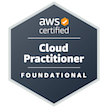 aws
certified
Cloud
Practitioner
FOUNDATIONAL